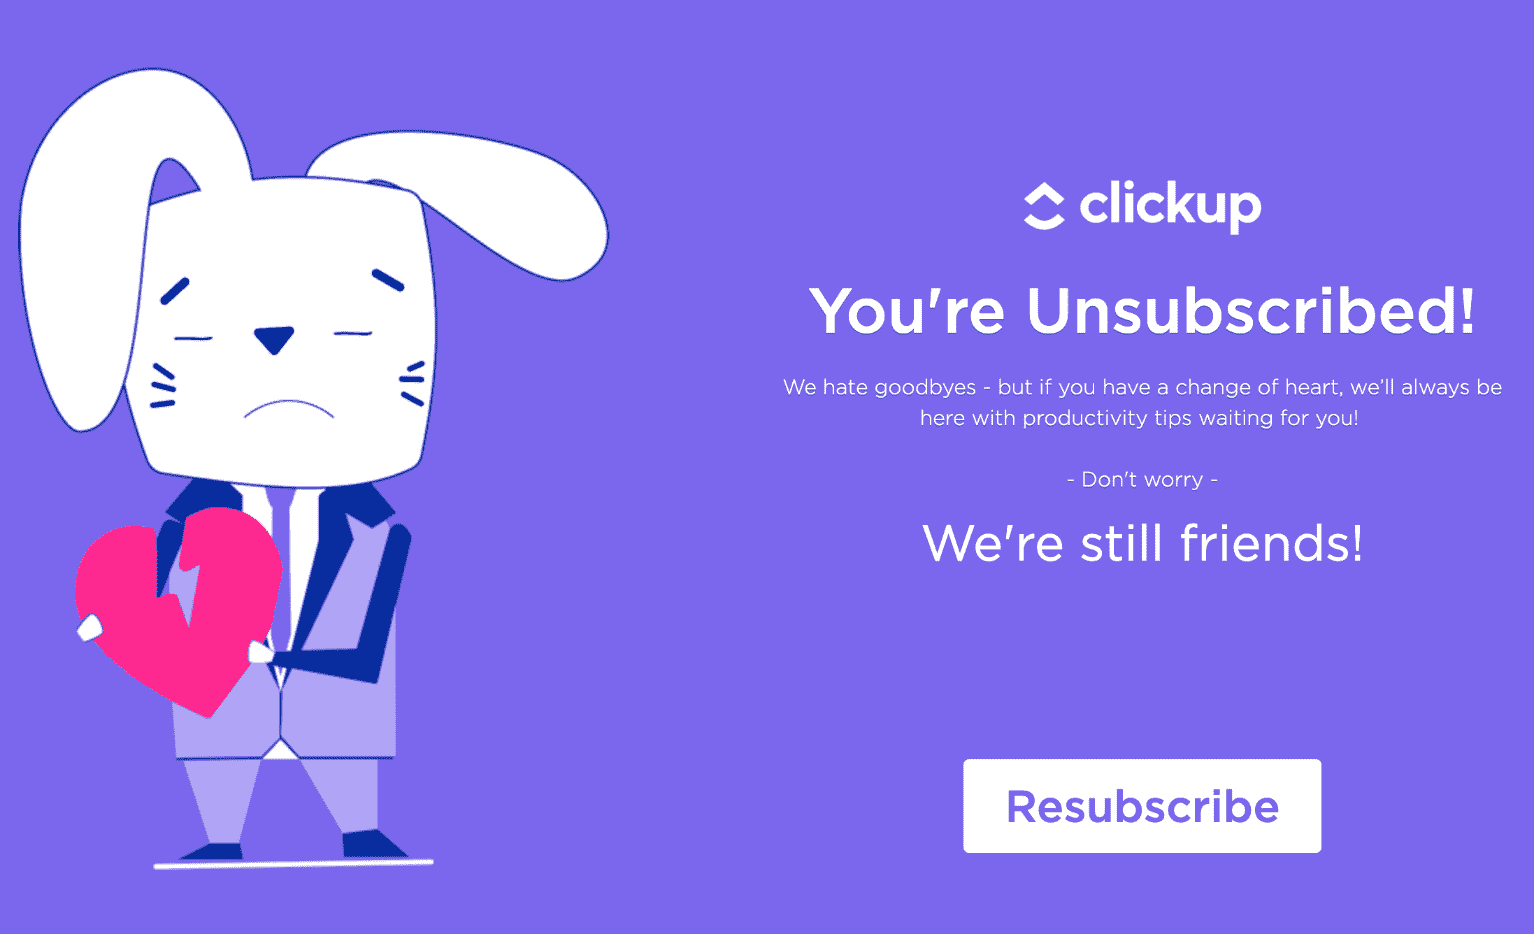 clickup
You're Unsubscribed!
We hate goodbyes - but if you have a change of heart, we’ll always be
here with productivity tips waiting for you!
- Don't worry -
We're still friends!
Resubscribe